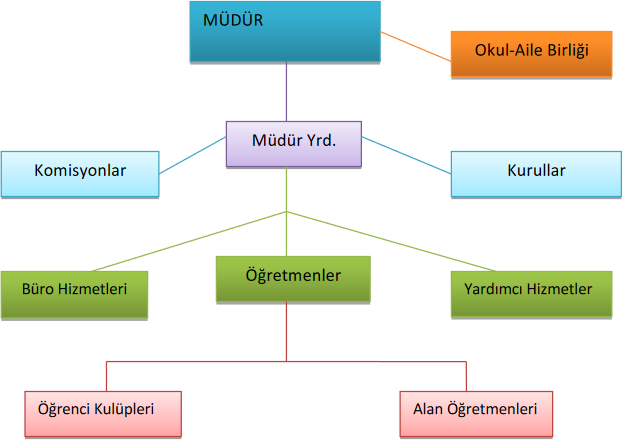 MÜDÜR
Okul-Aile Birliği
Müdür Yrd.
Komisyonlar
Kurullar
Büro Hizmetleri
Öğretmenler
Yardımcı Hizmetler
Öğrenci Kulüpleri
Alan Öğretmenleri